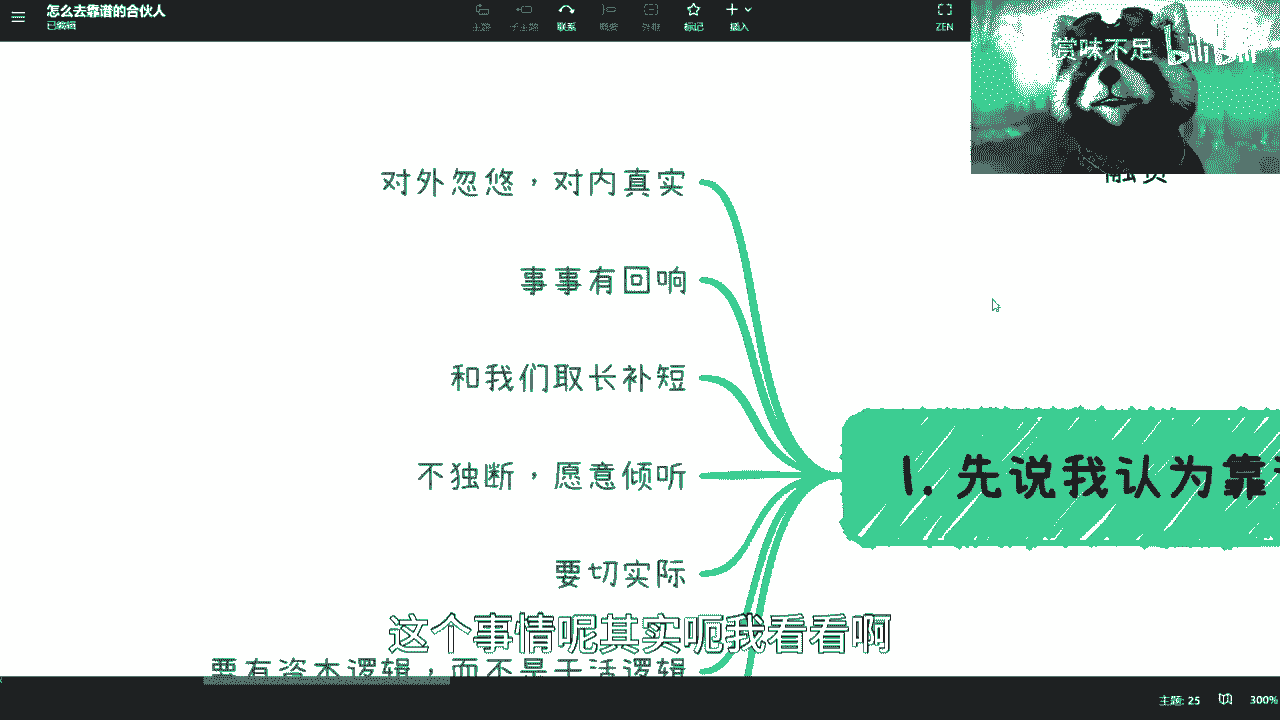 怎么去靠谱的合伙人
已编辑
主题 子主题 联系 概要 外框 标记 插入 ZEN
赏味不足 bilibili
融资
对外忽悠，对内真实
事事有回响
和我们取长补短
不独断，愿意倾听
1. 先说我认为靠
要切实际
这个事情呢其实呃我看看啊
要有资本逻辑，而不是干活逻辑
主题: 25 300%